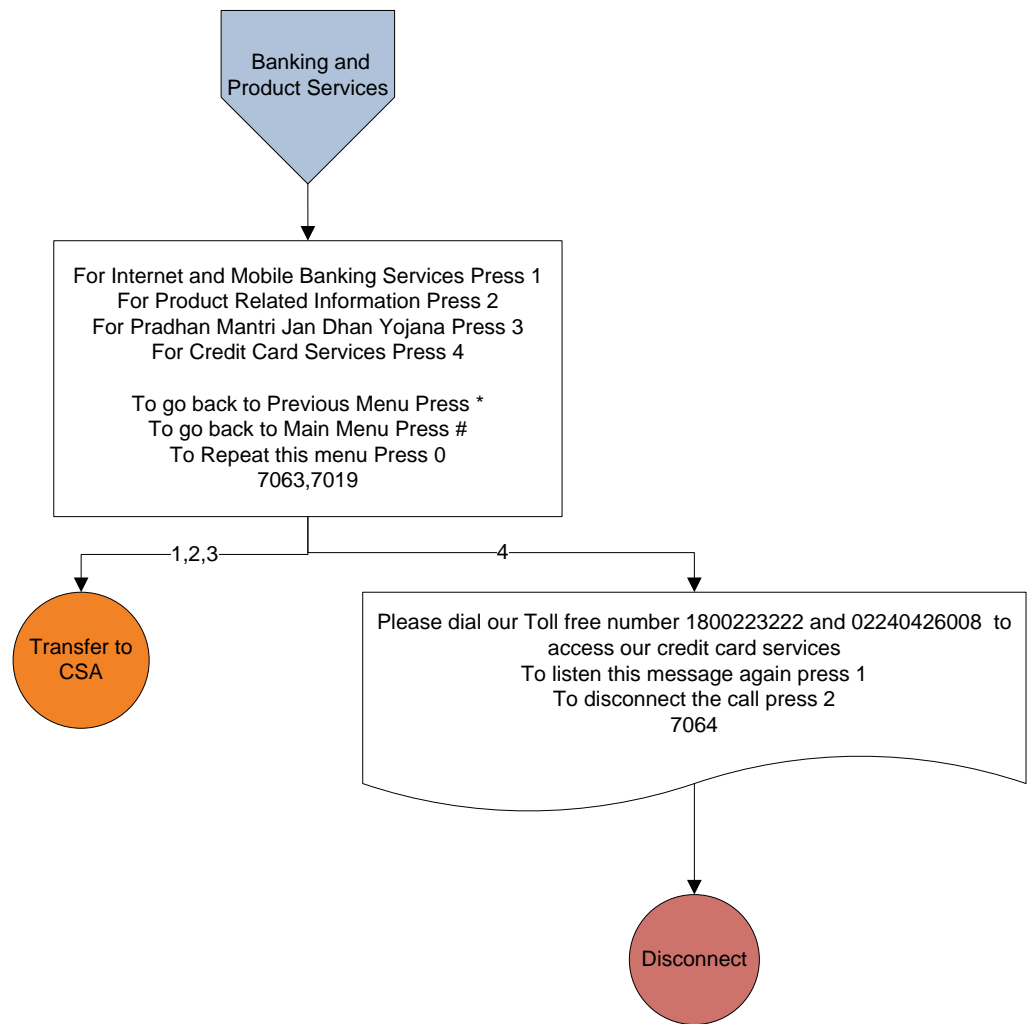 Banking and
Product Services
For Internet and Mobile Banking Services Press 1
For Product Related Information Press 2
For Pradhan Mantri Jan Dhan Yojana Press 3
For Credit Card Services Press 4
To go back to Previous Menu Press *
To go back to Main Menu Press #
To Repeat this menu Press 0
7063,7019
1,2,3
4
Transfer to
CSA
Please dial our Toll free number 1800223222 and 02240426008 to
access our credit card services
To listen this message again press 1
To disconnect the call press 2
7064
Disconnect